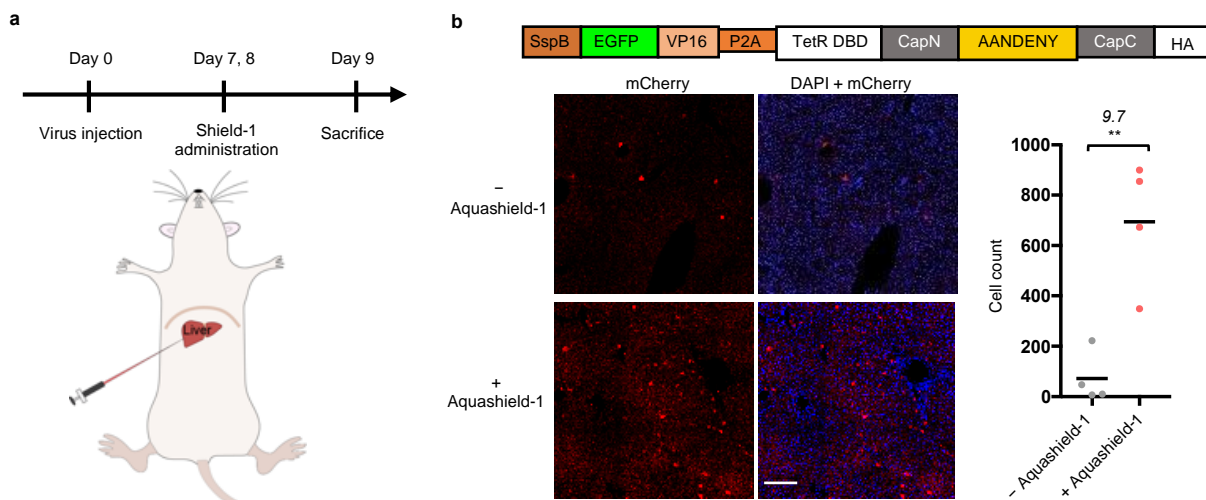 a
Day 0
Day 7, 8
Day 9
Virus injection
Shield-1
administration
Sacrifice
Liver
b
SspB
EGFP
VP16
P2A
TetR DBD
CapN
AANDENY
CapC
HA
mCherry
DAPI + mCherry
–
Aquashield-1
+
Aquashield-1
9.7
**
Cell count
1000
800
600
400
200
0
– Aquashield-1
+ Aquashield-1